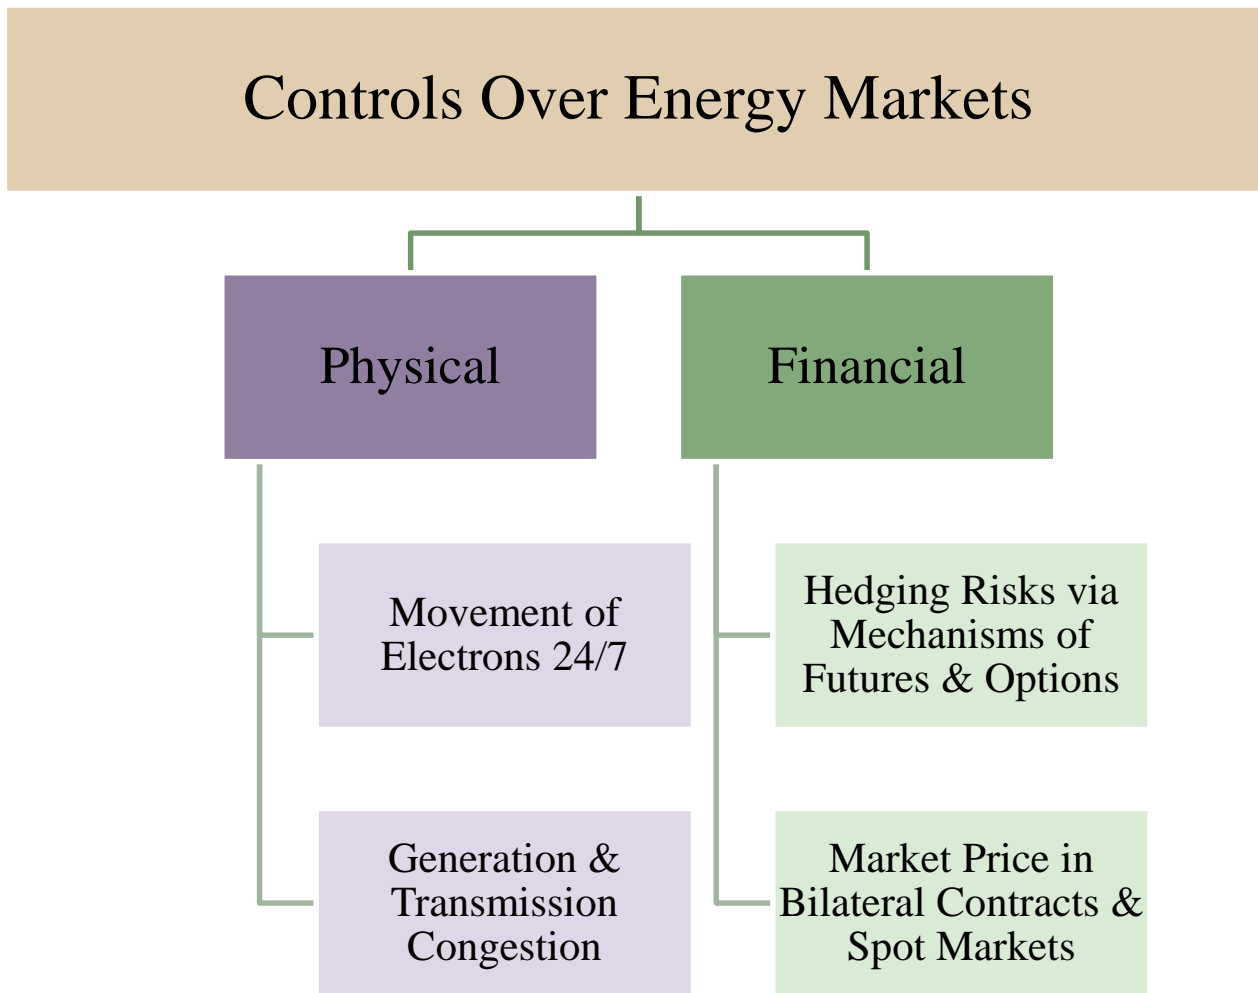 Controls Over Energy Markets
Physical
Financial
Movement of
Electrons 24/7
Hedging Risks via
Mechanisms of
Futures & Options
Generation &
Transmission
Congestion
Market Price in
Bilateral Contracts &
Spot Markets